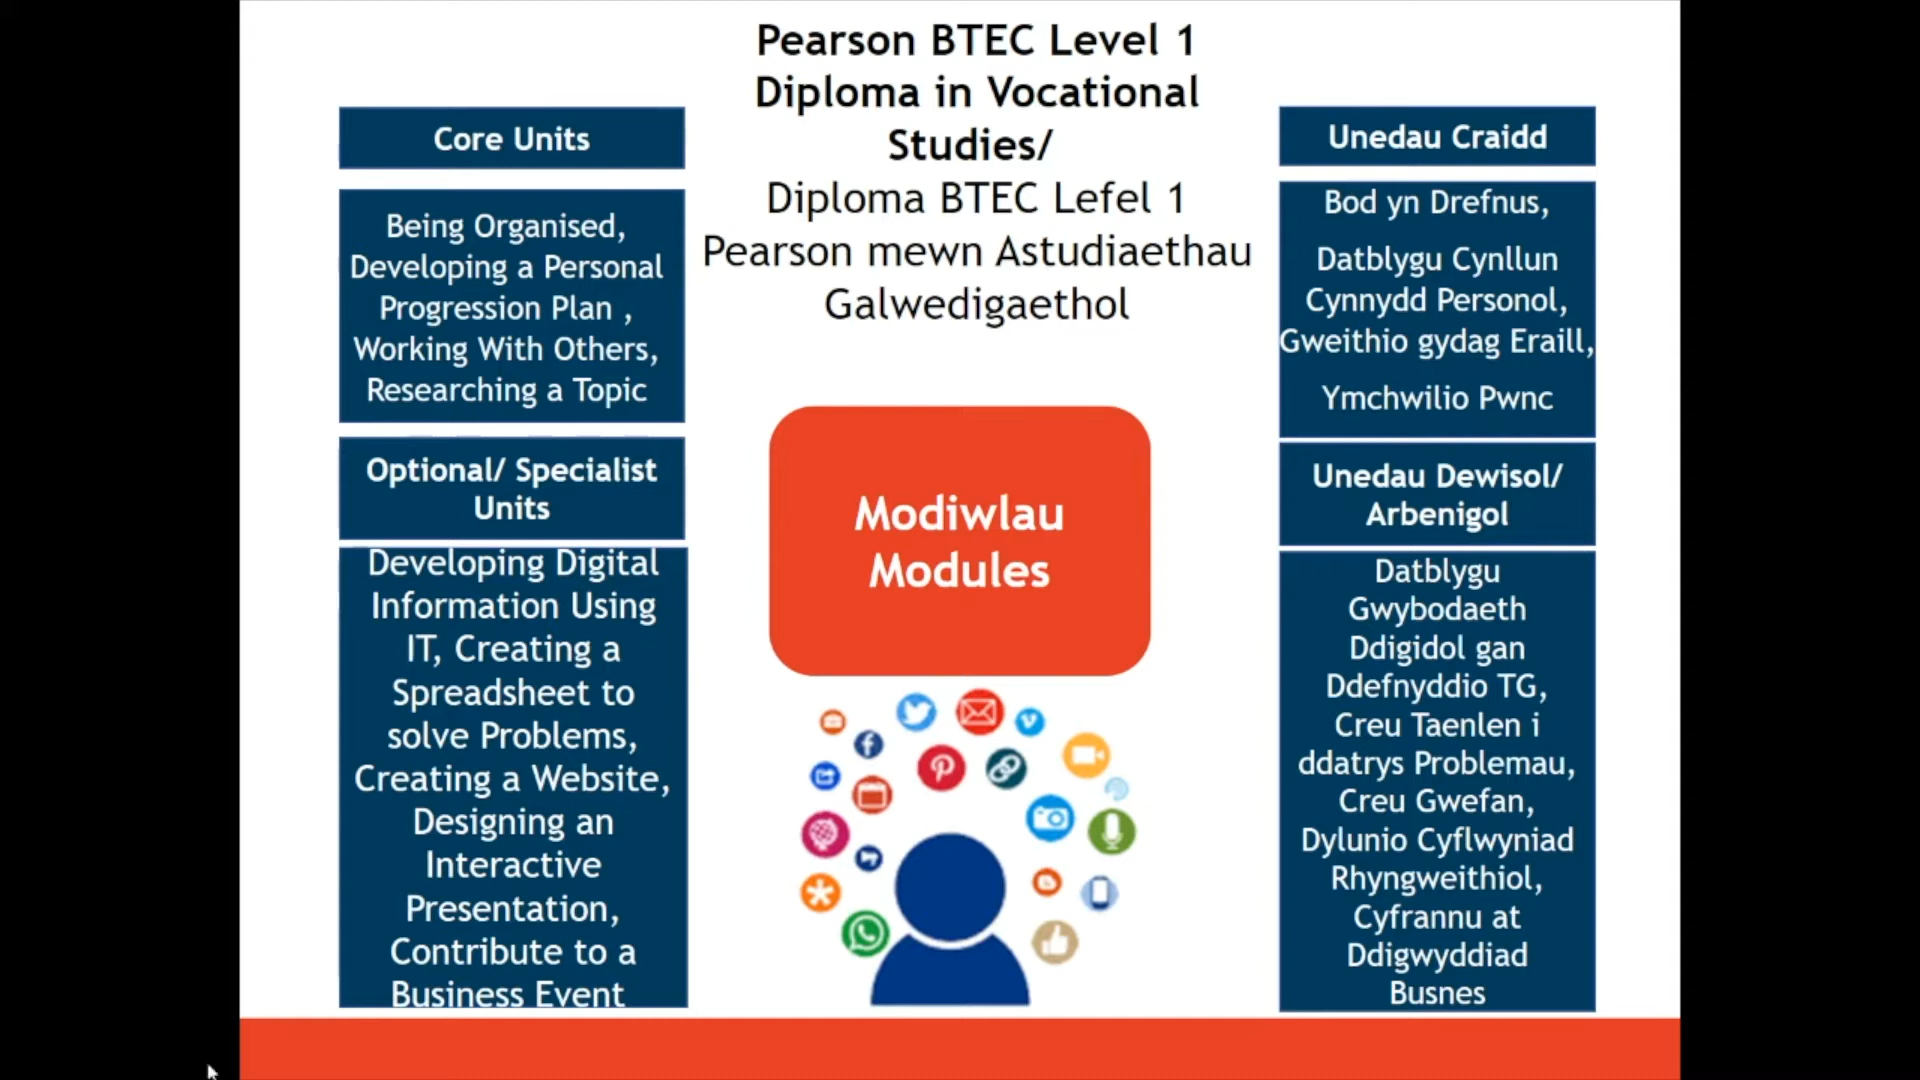 Pearson BTEC Level 1
Diploma in Vocational
Studies/
Diploma BTEC Lefel 1
Pearson mewn Astudiaethau
Galwedigaethol
Core Units
Being Organised,
Developing a Personal
Progression Plan ,
Working With Others,
Researching a Topic
Optional/ Specialist
Units
Developing Digital
Information Using
IT, Creating a
Spreadsheet to
solve Problems,
Creating a Website,
Designing an
Interactive
Presentation,
Contribute to a
Business Event
Modiwlau
Modules
Unedau Craidd
Bod yn Drefnus,
Datblygu Cynllun
Cynnydd Personol,
Gweithio gydag Eraill,
Ymchwilio Pwnc
Unedau Dewisol/
Arbenigol
Datblygu
Gwybodaeth
Ddigidol gan
Ddefnyddio TG,
Creu Taenlen i
ddatrys Problemau,
Creu Gwefan,
Dylunio Cyflwyniad
Rhyngweithiol,
Cyfrannu at
Ddigwyddiad
Busnes